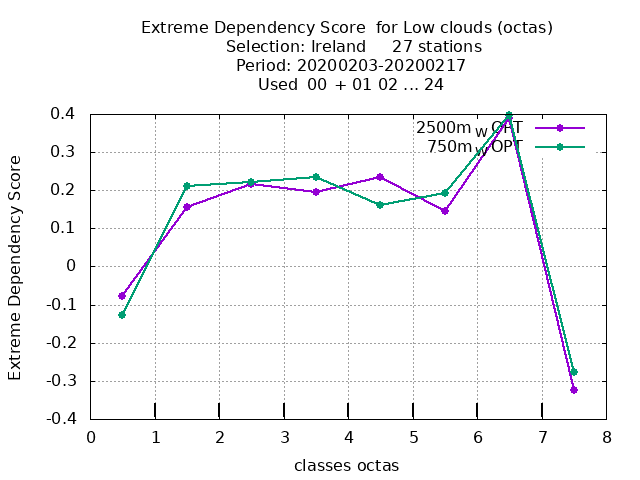 Extreme Dependency Score for Low clouds (octas)
Selection: Ireland 27 stations
Period: 20200203-20200217
Used 00 + 01 02 ... 24
Extreme Dependency Score
0.4
0.3
0.2
0.1
0
-0.1
-0.2
-0.3
-0.4
2500m WOPT
750m WOPT
0 1 2 3 4 5 6 7 8
classes octas